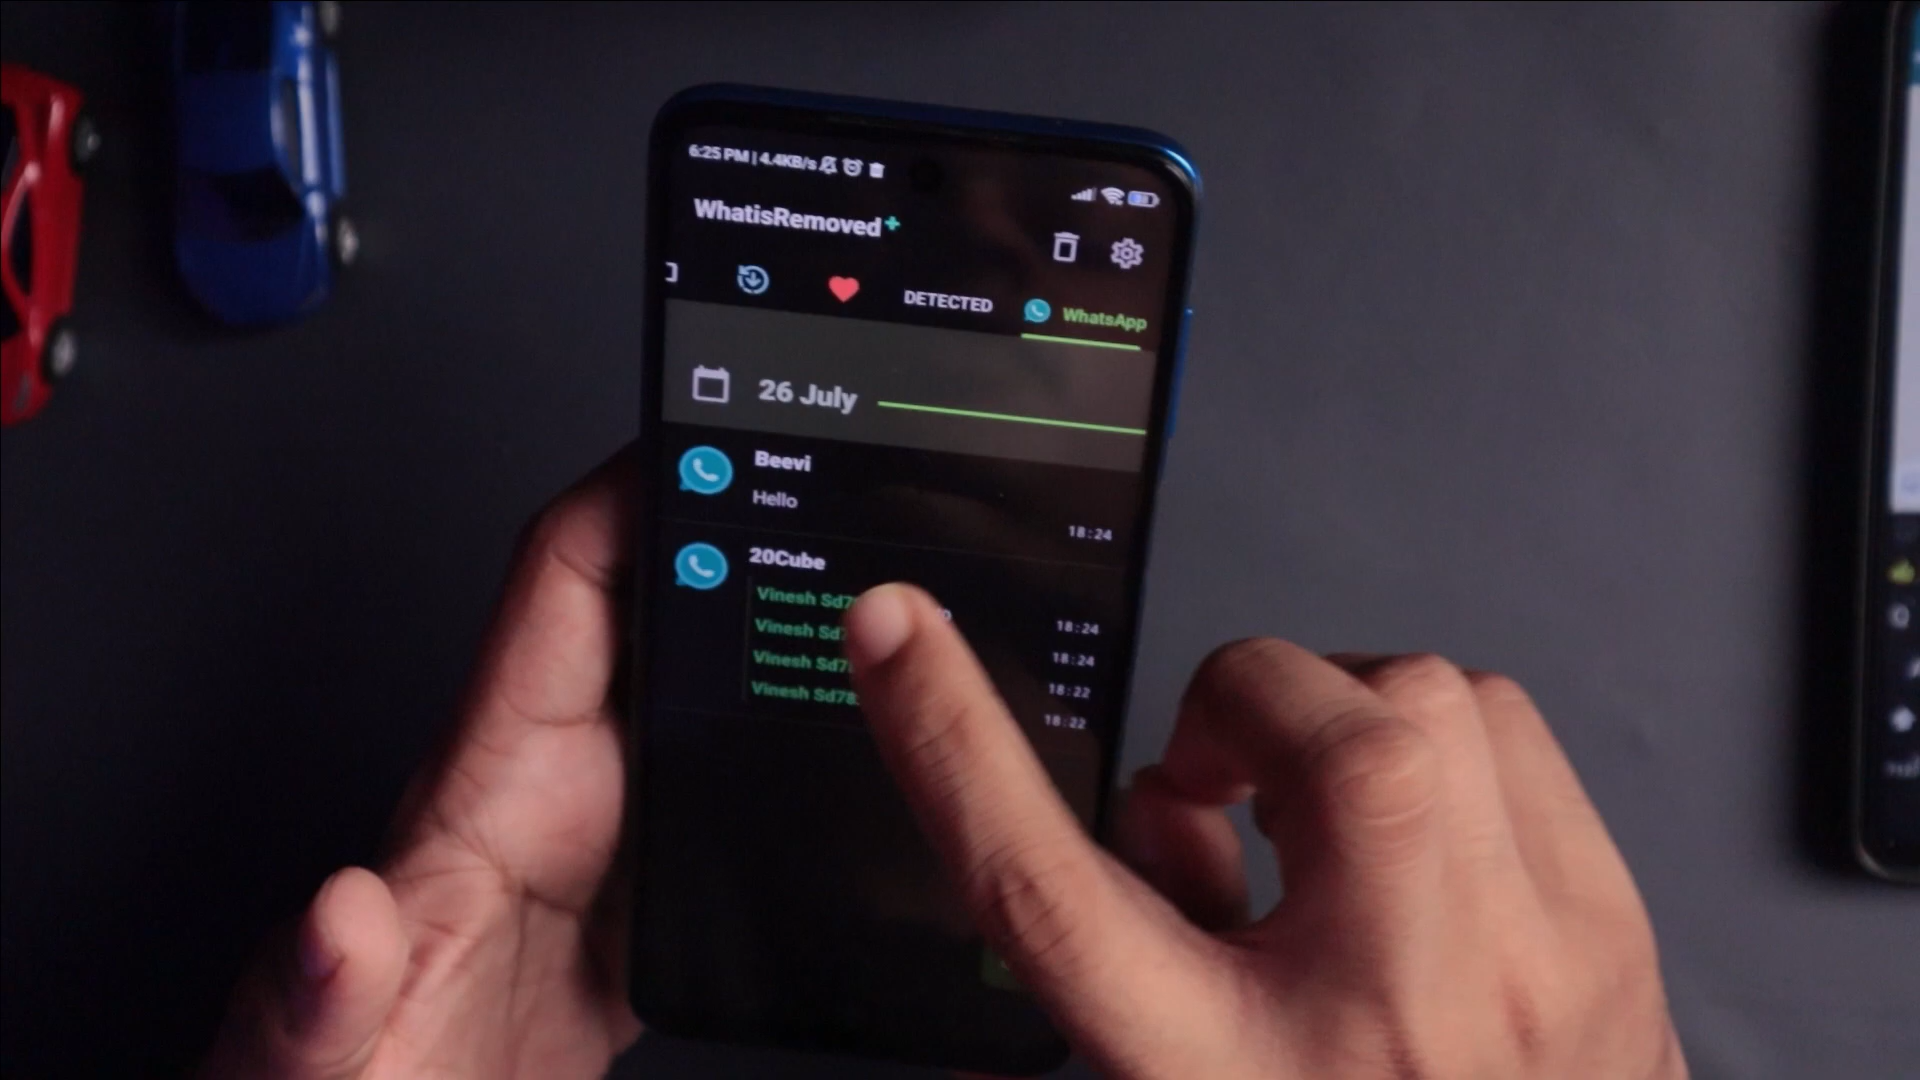 6:25 PM | 4.4KB/s
WhatisRemoved+
DETECTED
WhatsApp
26 July
Beevi
Hello
18:24
20Cube
Vinesh
18:24
Vinesh
18:24
Vinesh
18:22
Vinesh
18:22